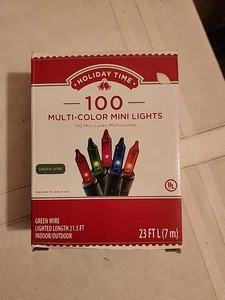 HOLIDAY TIME
100
MULTI-COLOR MINI LIGHTS
100 Mini Luces Multicolores
GREEN WIRE
UL
GREEN WIRE
LIGHTED LENGTH 21.5 FT
INDOOR/OUTDOOR
23 FT L (7 m)